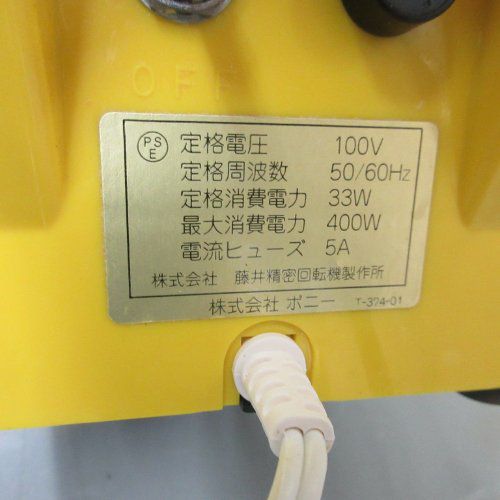 OFF
PS
E
定格電圧 100V
定格周波数 50/60Hz
定格消費電力 33W
最大消費電力 400W
電流ヒューズ 5A
株式会社 藤井精密回転機製作所
株式会社 ポニー T-374-01